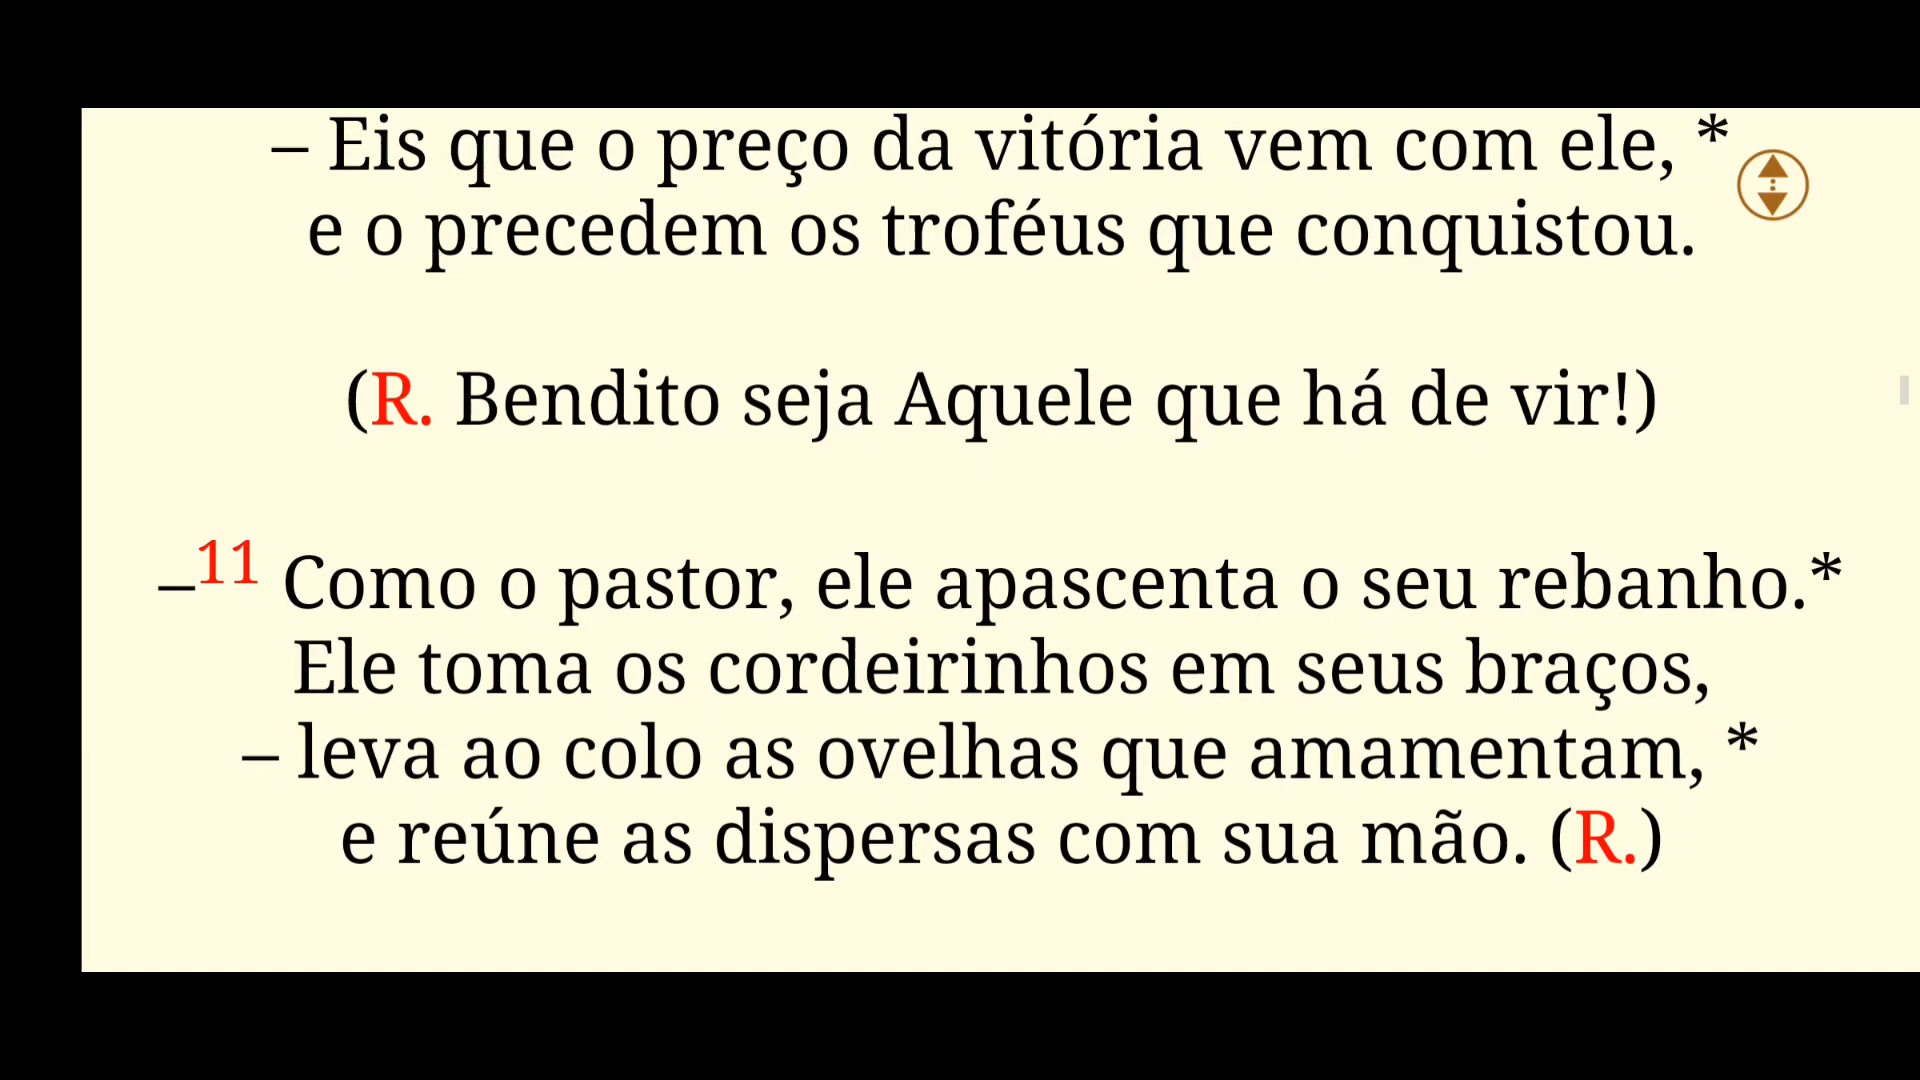 – Eis que o preço da vitória vem com ele, *
e o precedem os troféus que conquistou.
(R. Bendito seja Aquele que há de vir!)
–11 Como o pastor, ele apascenta o seu rebanho.*
Ele toma os cordeirinhos em seus braços,
– leva ao colo as ovelhas que amamentam, *
e reúne as dispersas com sua mão. (R.)